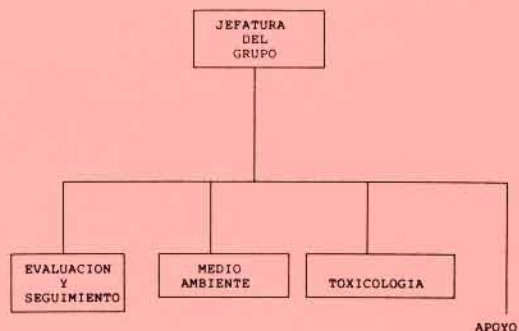 JEFATURA
DEL
GRUPO
EVALUACION
Y
SEGUIMIENTO
MEDIO
AMBIENTE
TOXICOLOGIA
APOYO